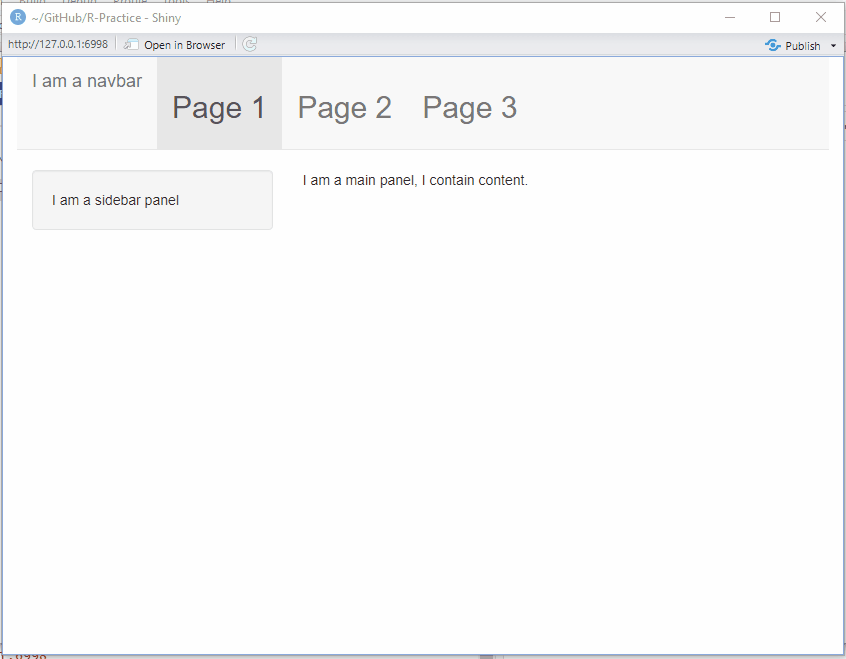 R ~/GitHub/R-Practice - Shiny
http://127.0.0.1:6998 Open in Browser Publish
I am a navbar Page 1 Page 2 Page 3
I am a sidebar panel I am a main panel, I contain content.